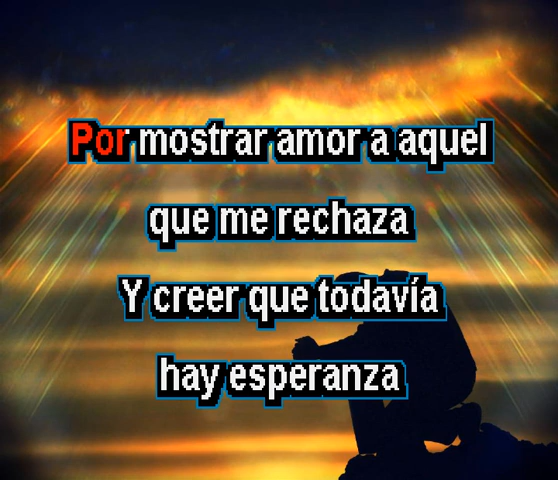 Por mostrar amor a aquel
que me rechaza
Y creer que todavía
hay esperanza